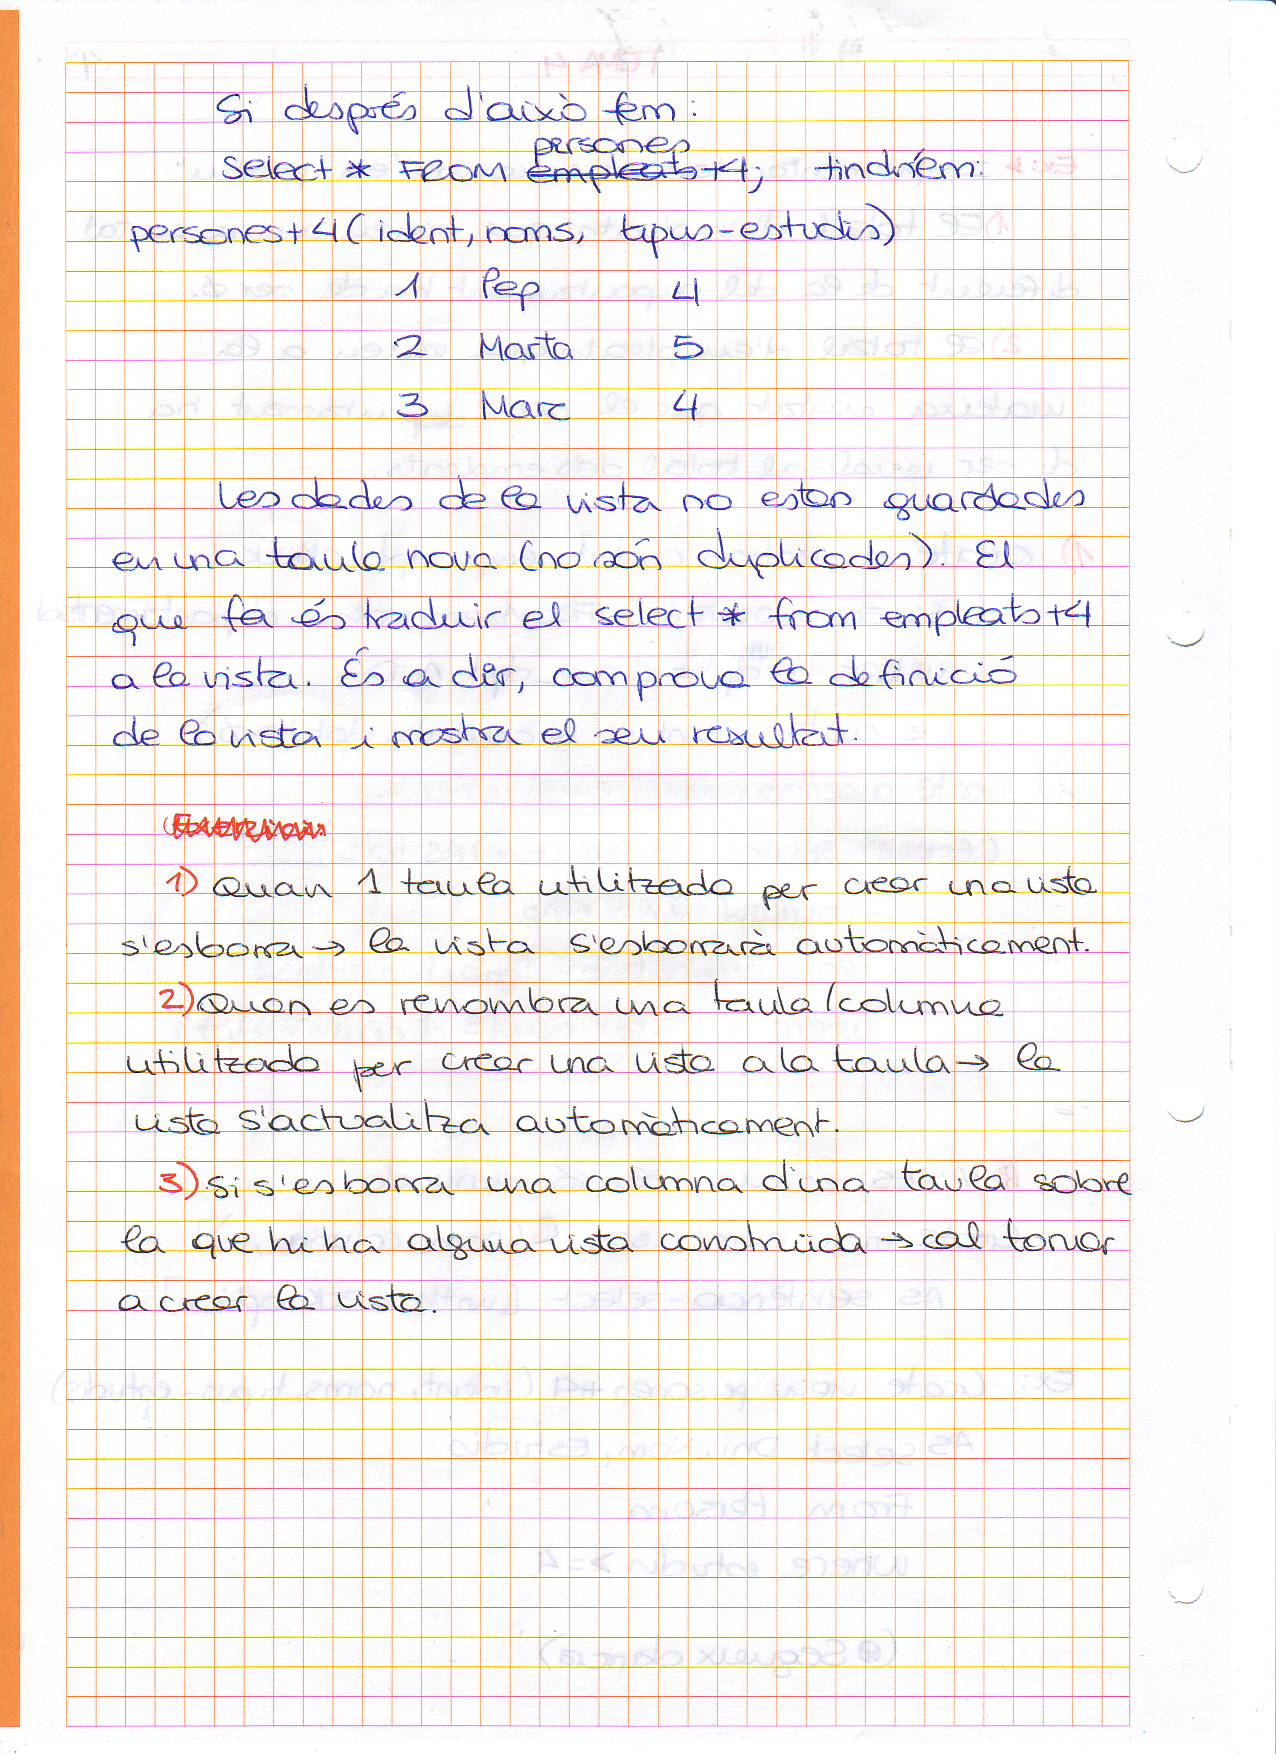 Si després d'això fem:
persones
Select * FROM empleats+4; tindríem:
persones+4 (ident, noms, tipus-estudis)
1 Pep 4
2 Marta 5
3 Marc 4
Les dades de la vista no estan guardades
en una taula nova (no són duplicades). El
que fa és traduir el select * from empleats+4
a la vista. És a dir, comprova la definició
de la vista i mostra el seu resultat.
1) Quan 1 taula utilitzada per crear una vista
s'esborra → la vista s'esborrarà automàticament.
2) Quan es renombra una taula/columna
utilitzada per crear una vista a la taula → la
vista s'actualitza automàticament.
3) Si s'esborra una columna d'una taula sobre
la que hi ha alguna vista construida → cal tornar
a crear la vista.